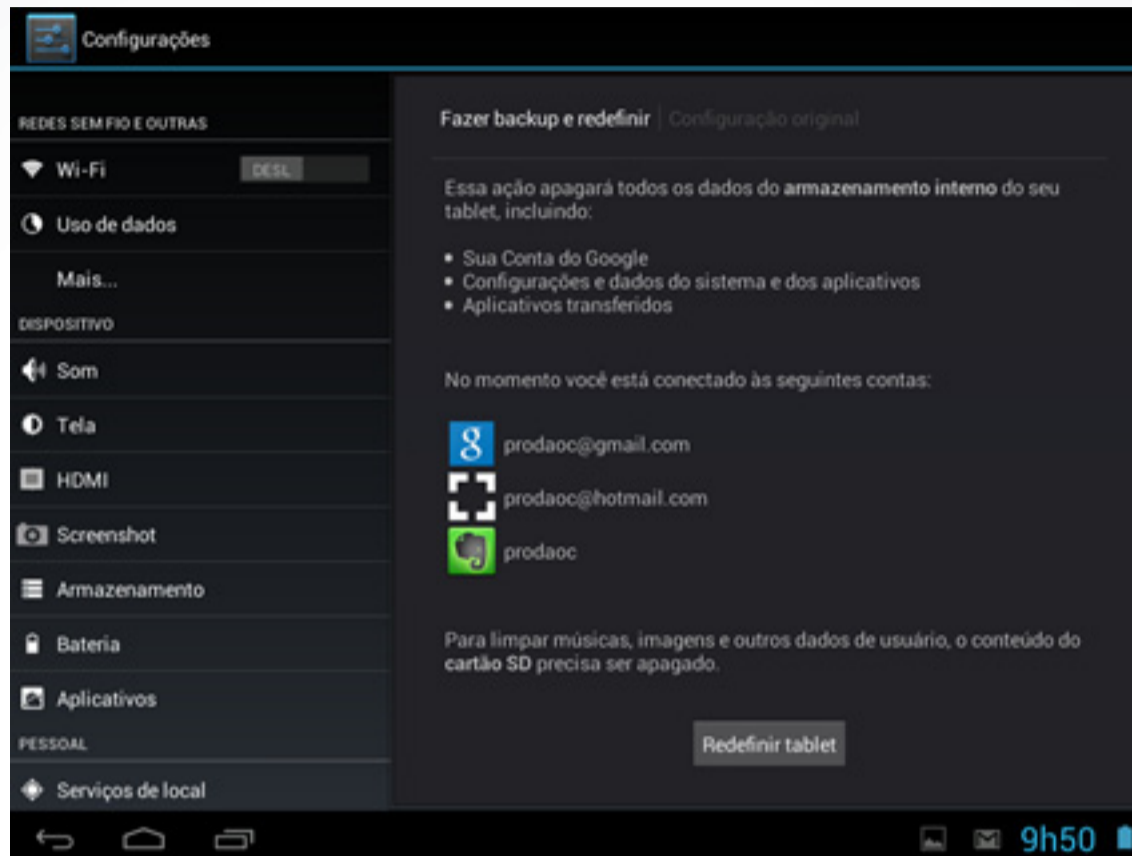 Configurações
REDES SEM FIO E OUTRAS
Wi-Fi DESL.
Uso de dados
Mais...
DISPOSITIVO
Som
Tela
HDMI
Screenshot
Armazenamento
Bateria
Aplicativos
PESSOAL
Serviços de local
Fazer backup e redefinir | Configuração original
Essa ação apagará todos os dados do armazenamento interno do seu
tablet, incluindo:
• Sua Conta do Google
• Configurações e dados do sistema e dos aplicativos
• Aplicativos transferidos
No momento você está conectado às seguintes contas:
prodaoc@gmail.com
prodaoc@hotmail.com
prodaoc
Para limpar músicas, imagens e outros dados de usuário, o conteúdo do
cartão SD precisa ser apagado.
Redefinir tablet
9h50